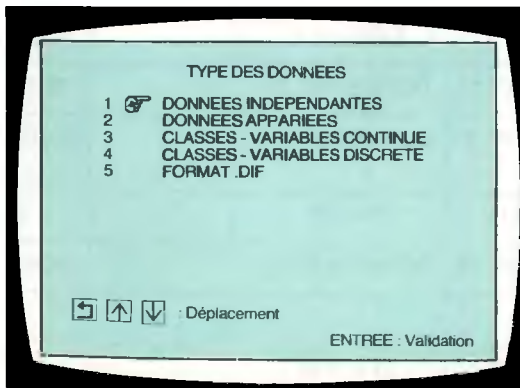 TYPE DES DONNEES
1 DONNEES INDEPENDANTES
2 DONNEES APPARIEES
3 CLASSES - VARIABLES CONTINUE
4 CLASSES - VARIABLES DISCRETE
5 FORMAT .DIF
: Déplacement
ENTREE : Validation